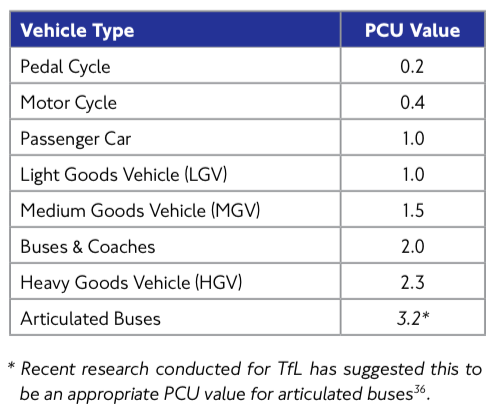 Vehicle Type PCU Value
Pedal Cycle 0.2
Motor Cycle 0.4
Passenger Car 1.0
Light Goods Vehicle (LGV) 1.0
Medium Goods Vehicle (MGV) 1.5
Buses & Coaches 2.0
Heavy Goods Vehicle (HGV) 2.3
Articulated Buses 3.2*
* Recent research conducted for TfL has suggested this to
be an appropriate PCU value for articulated buses³⁶.